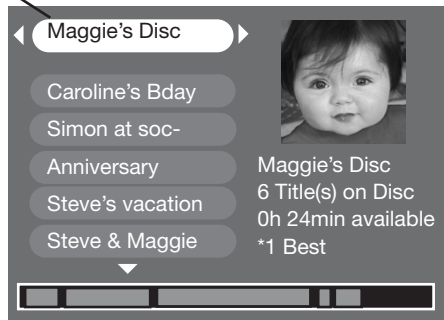 Maggie's Disc
Caroline's Bday
Simon at soc-
Anniversary
Steve's vacation
Steve & Maggie
Maggie's Disc
6 Title(s) on Disc
0h 24min available
*1 Best